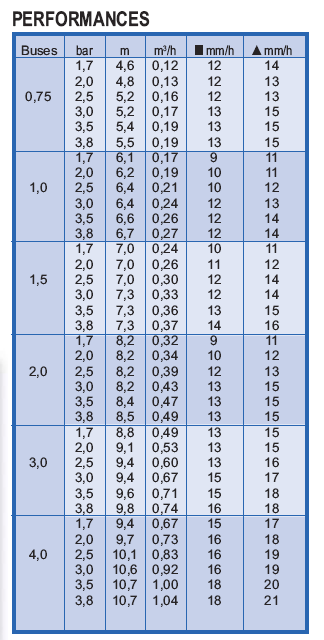 PERFORMANCES
Buses bar m m³/h ■ mm/h ▲ mm/h
1,7 4,6 0,12 12 14
2,0 4,8 0,13 12 13
0,75 2,5 5,2 0,16 12 13
3,0 5,2 0,17 13 15
3,5 5,4 0,19 13 15
3,8 5,5 0,19 13 15
1,7 6,1 0,17 9 11
2,0 6,2 0,19 10 11
1,0 2,5 6,4 0,21 10 12
3,0 6,4 0,24 12 13
3,5 6,6 0,26 12 14
3,8 6,7 0,27 12 14
1,7 7,0 0,24 10 11
2,0 7,0 0,26 11 12
1,5 2,5 7,0 0,30 12 14
3,0 7,3 0,33 12 14
3,5 7,3 0,36 13 15
3,8 7,3 0,37 14 16
1,7 8,2 0,32 9 11
2,0 8,2 0,34 10 12
2,0 2,5 8,2 0,39 12 13
3,0 8,2 0,43 13 15
3,5 8,4 0,47 13 15
3,8 8,5 0,49 13 15
1,7 8,8 0,49 13 15
2,0 9,1 0,53 13 15
3,0 2,5 9,4 0,60 13 16
3,0 9,4 0,67 15 17
3,5 9,6 0,71 15 18
3,8 9,8 0,74 16 18
1,7 9,4 0,67 15 17
2,0 9,7 0,73 16 18
4,0 2,5 10,1 0,83 16 19
3,0 10,6 0,92 16 19
3,5 10,7 1,00 18 20
3,8 10,7 1,04 18 21